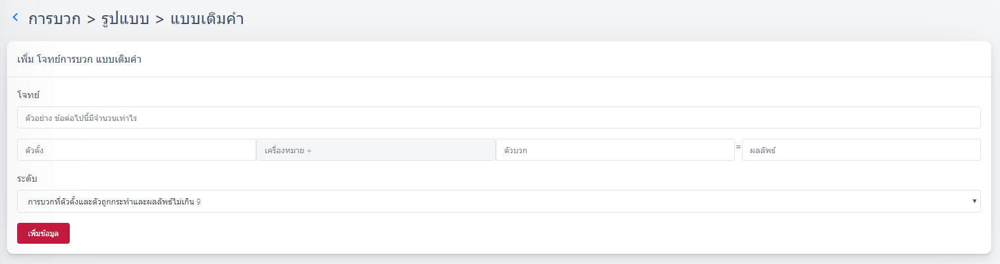 การบวก > รูปแบบ > แบบเติมคำ
เพิ่ม โจทย์การบวก แบบเติมคำ
โจทย์
ตัวอย่าง ข้อต่อไปนี้มีจำนวนเท่าไร
ตัวตั้ง เครื่องหมาย + ตัวบวก = ผลลัพธ์
ระดับ
การบวกที่ตัวตั้งและตัวถูกกระทำและผลลัพธ์ไม่เกิน 9
เพิ่มข้อมูล